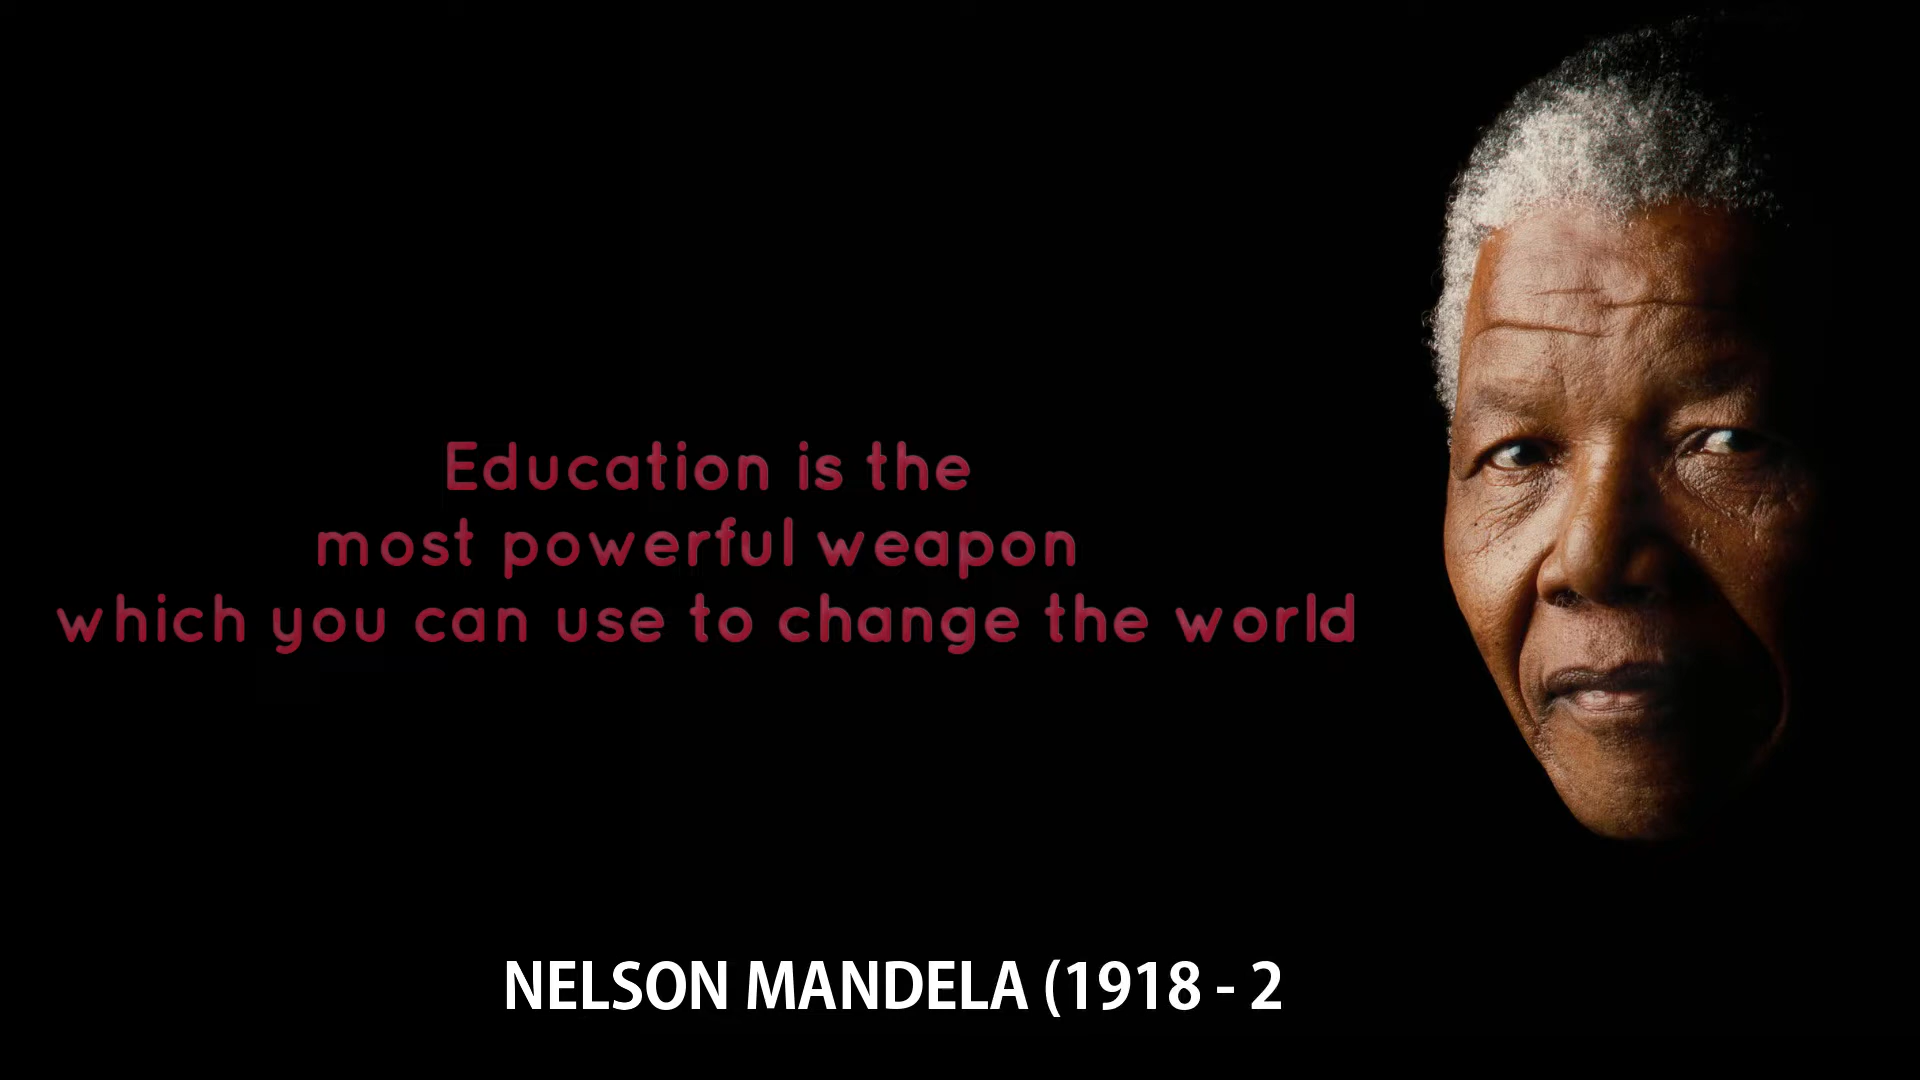 Education is the
most powerful weapon
which you can use to change the world
NELSON MANDELA (1918 - 2